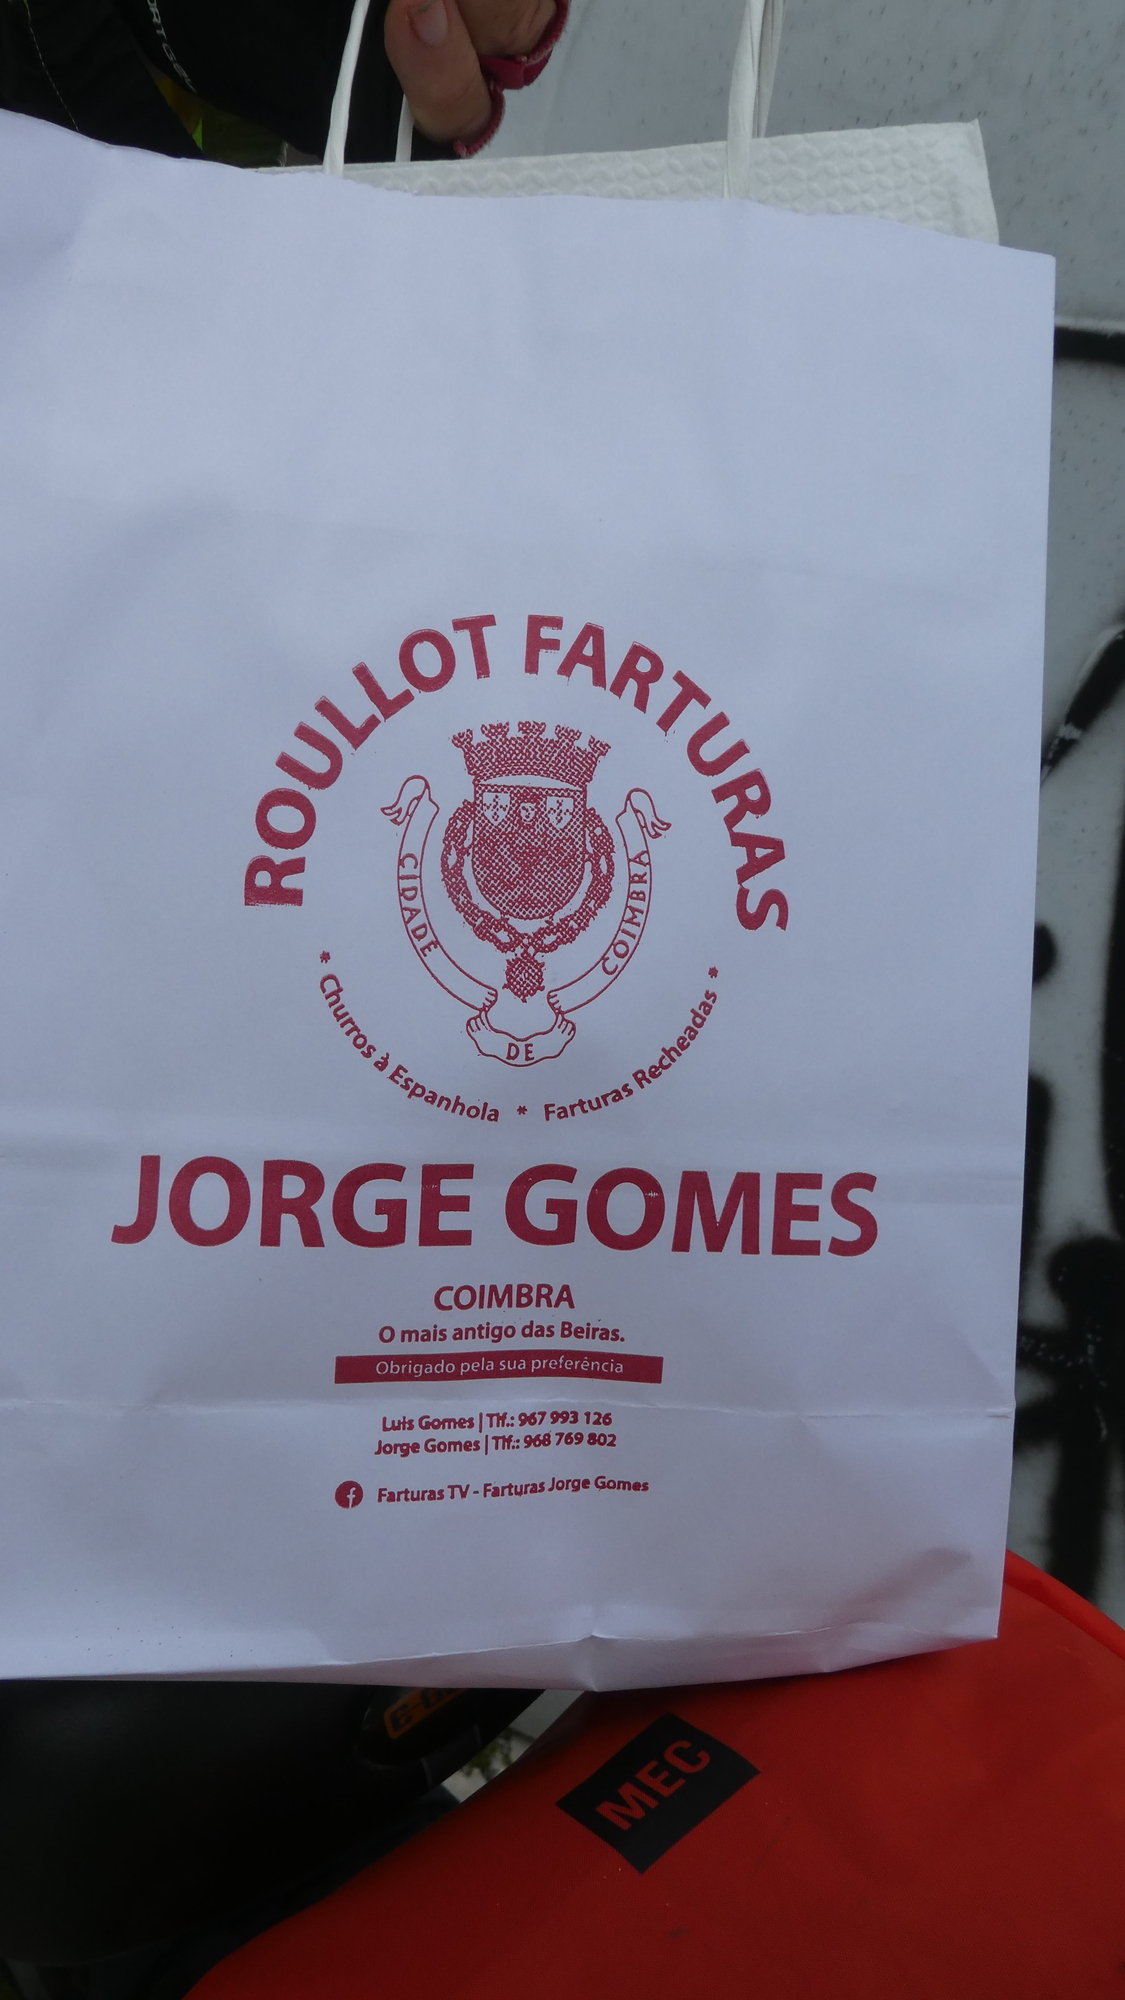 ROULLOT FARTURAS
CIDADE DE COIMBRA
* Churros à Espanhola * Farturas Recheadas *
JORGE GOMES
COIMBRA
O mais antigo das Beiras.
Obrigado pela sua preferência
Luis Gomes | Tlf.: 967 993 126
Jorge Gomes | Tlf.: 968 769 802
Farturas TV - Farturas Jorge Gomes
MEC